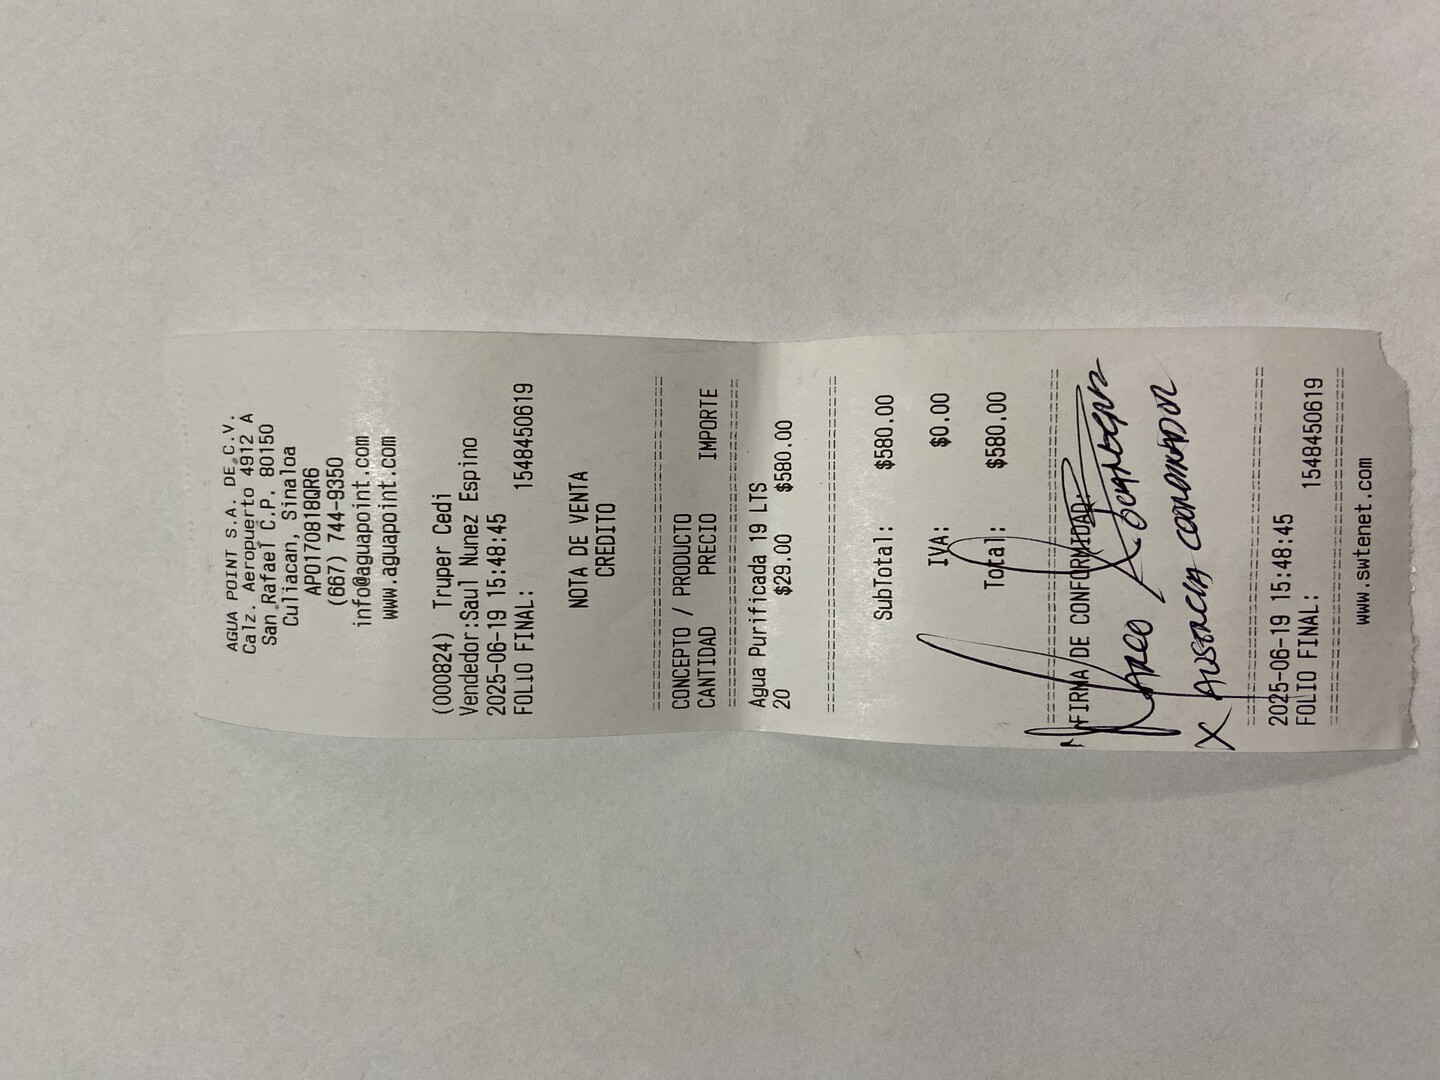 AGUA POINT S.A. DE C.V.
Calz. Aeropuerto 4912 A
San Rafael C.P. 80150
Culiacan, Sinaloa
APO170818QR6
(667) 744-9350
info@aguapoint.com
www.aguapoint.com
(000824) Truper Cedi
Vendedor:Saul Nunez Espino
2025-06-19 15:48:45
FOLIO FINAL: 1548450619
NOTA DE VENTA
CREDITO
==============================
CONCEPTO / PRODUCTO
CANTIDAD PRECIO IMPORTE
==============================
Agua Purificada 19 LTS
20 $29.00 $580.00
==============================
SubTotal: $580.00
IVA: $0.00
Total: $580.00
==============================
FIRMA DE CONFORMIDAD:
Marco A.
X Ausencia Coordinador
==============================
2025-06-19 15:48:45
FOLIO FINAL: 1548450619
==============================
www.swtenet.com